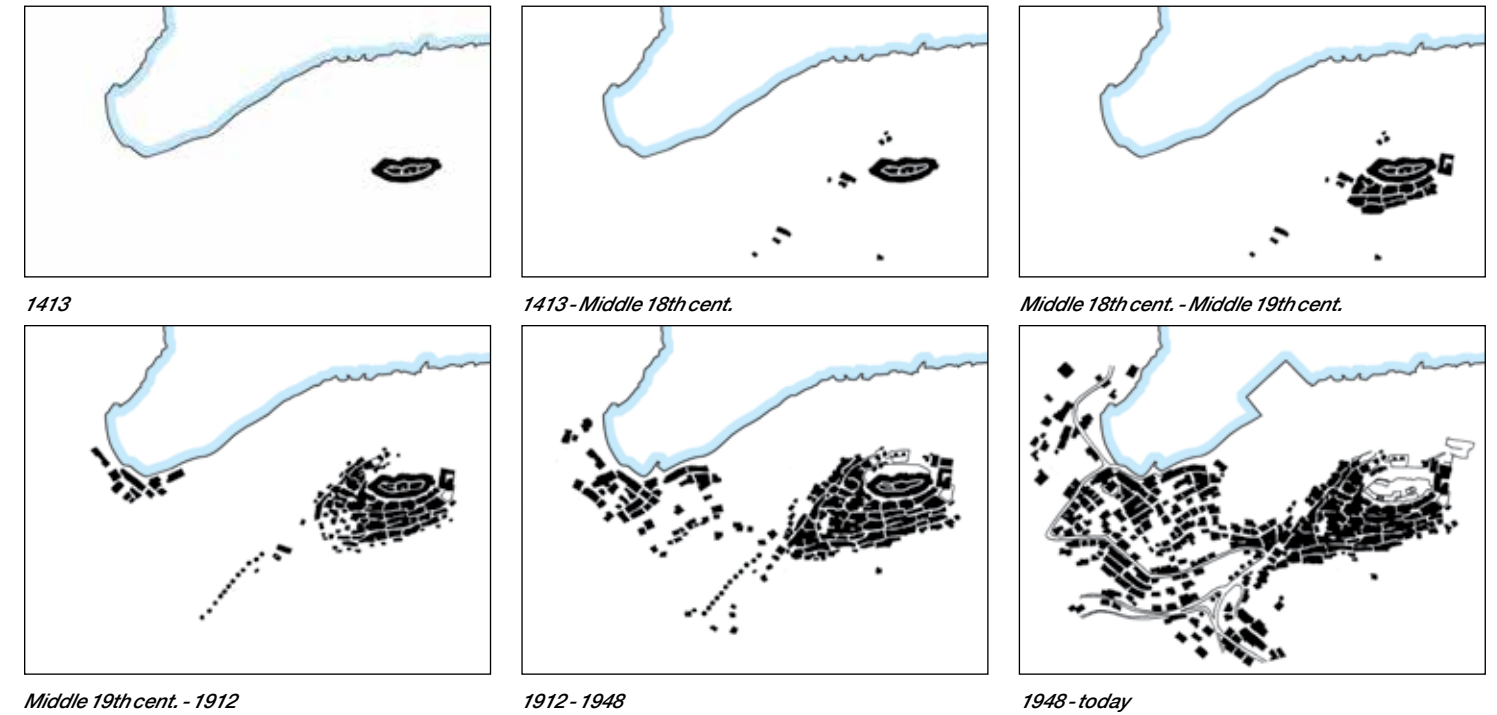 1413
1413 - Middle 18th cent.
Middle 18th cent. - Middle 19th cent.
Middle 19th cent. - 1912
1912 - 1948
1948 - today